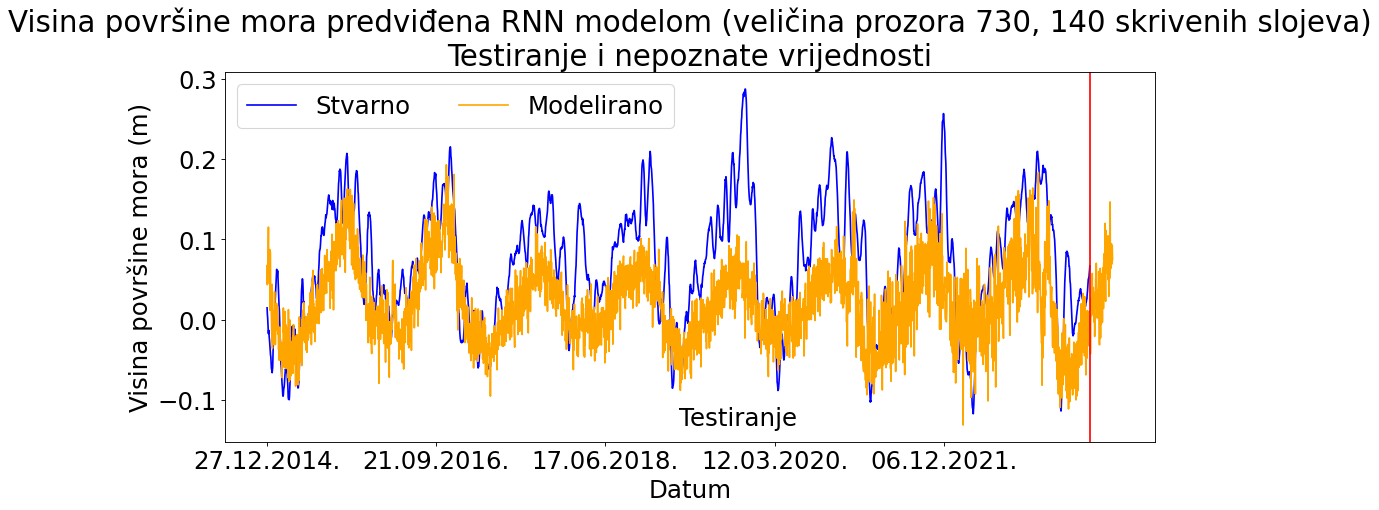 Visina površine mora predviđena RNN modelom (veličina prozora 730, 140 skrivenih slojeva)
Testiranje i nepoznate vrijednosti
Stvarno Modelirano
Visina površine mora (m)
0.3
0.2
0.1
0.0
−0.1
Testiranje
27.12.2014. 21.09.2016. 17.06.2018. 12.03.2020. 06.12.2021.
Datum